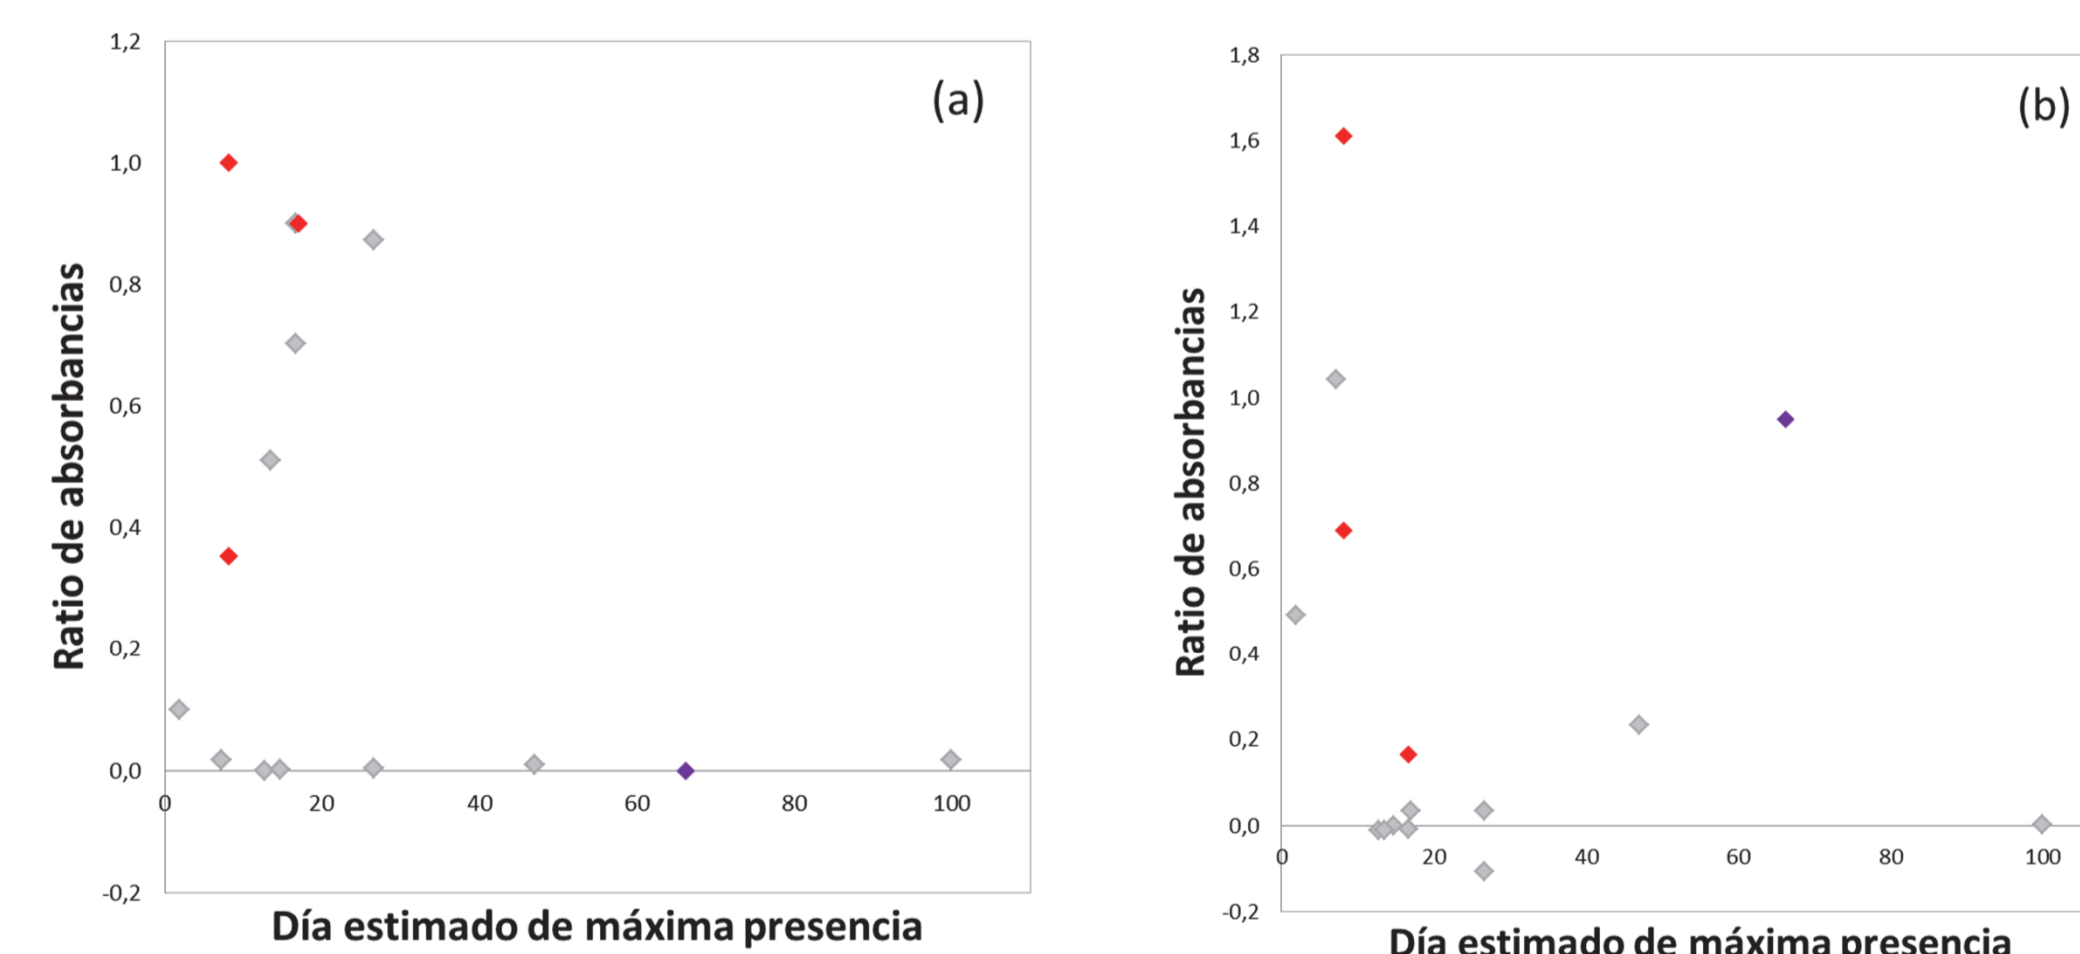 1,2
(a)
1,0
0,8
0,6
0,4
0,2
0,0
0 20 40 60 80 100
-0,2
Ratio de absorbancias
Día estimado de máxima presencia
1,8
(b)
1,6
1,4
1,2
1,0
0,8
0,6
0,4
0,2
0,0
0 20 40 60 80 100
-0,2
Ratio de absorbancias
Día estimado de máxima presencia